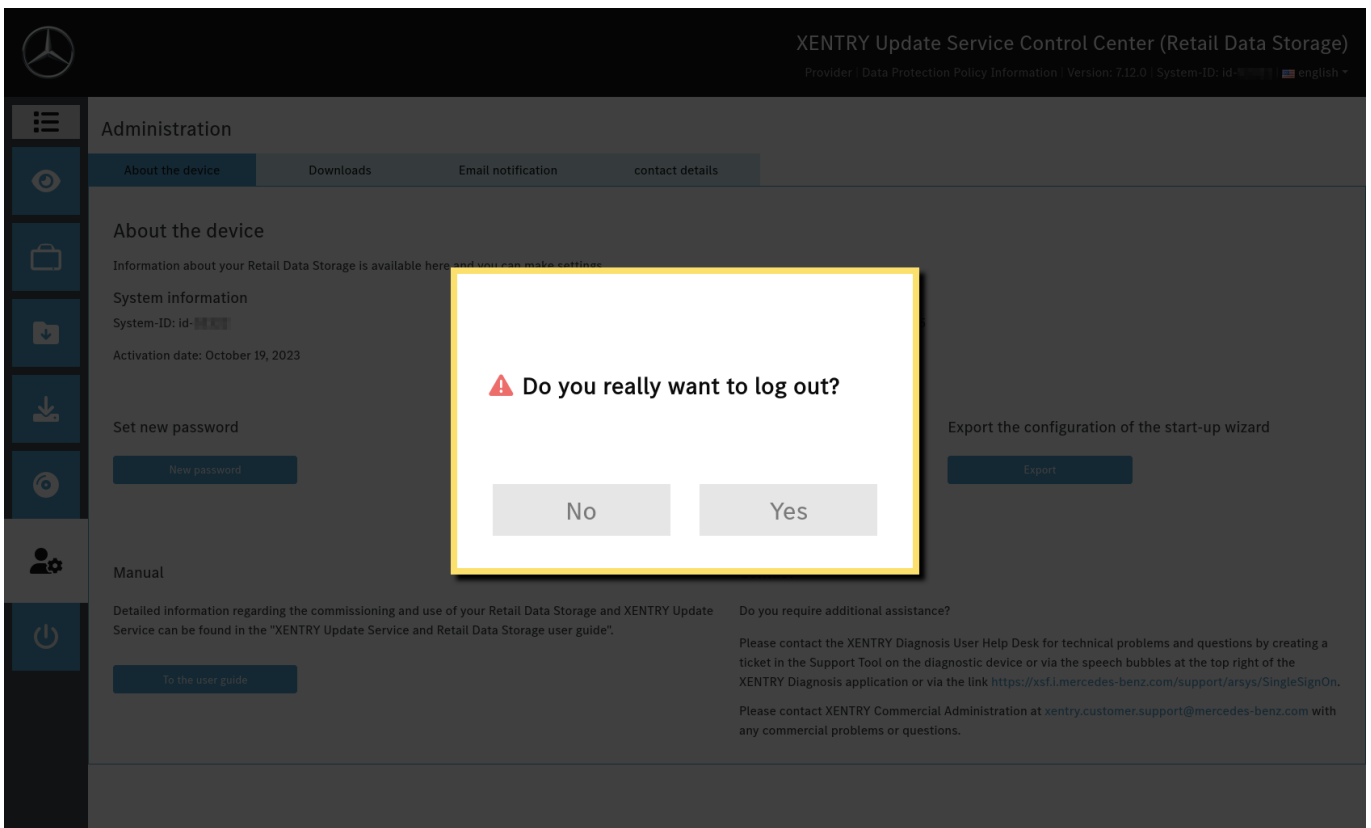 XENTRY Update Service Control Center (Retail Data Storage)
Provider | Data Protection Policy Information | Version: 7.12.0 | System-ID: id- | english
Administration
About the device
Downloads
Email notification
contact details
About the device
Information about your Retail Data Storage is available here and you can make settings
System information
System-ID: id-
Activation date: October 19, 2023
Do you really want to log out?
No
Yes
Set new password
New password
Export the configuration of the start-up wizard
Export
Manual
Detailed information regarding the commissioning and use of your Retail Data Storage and XENTRY Update
Service can be found in the "XENTRY Update Service and Retail Data Storage user guide".
To the user guide
Do you require additional assistance?
Please contact the XENTRY Diagnosis User Help Desk for technical problems and questions by creating a
ticket in the Support Tool on the diagnostic device or via the speech bubbles at the top right of the
XENTRY Diagnosis application or via the link https://xsf.i.mercedes-benz.com/support/arsys/SingleSignOn.
Please contact XENTRY Commercial Administration at xentry.customer.support@mercedes-benz.com with
any commercial problems or questions.